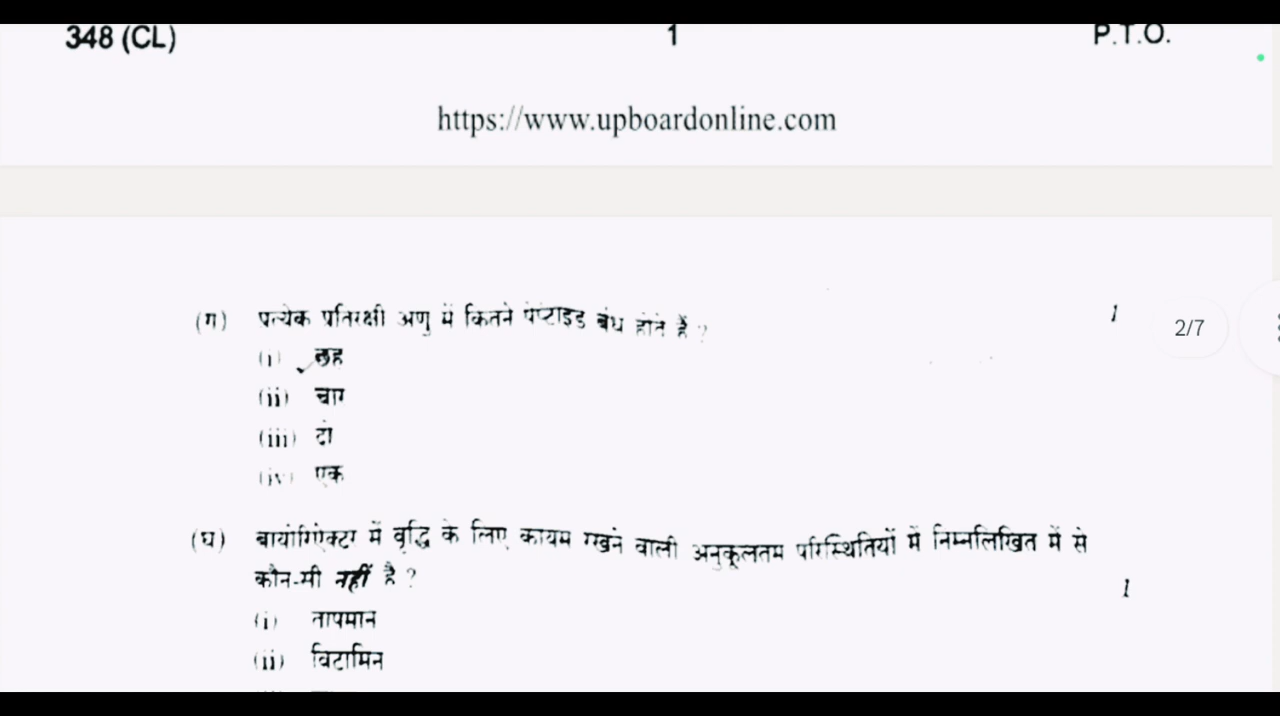 348 (CL) 1 P.T.O.
https://www.upboardonline.com
(ग) प्रत्येक प्रतिरक्षी अणु में कितने पेप्टाइड बंध होते हैं ? 1
2/7
(i) छह
(ii) चार
(iii) दो
(iv) एक
(घ) बायोरिऐक्टर में वृद्धि के लिए कायम रखने वाली अनुकूलतम परिस्थितियों में निम्नलिखित में से
कौन-सी नहीं है ? 1
(i) तापमान
(ii) विटामिन